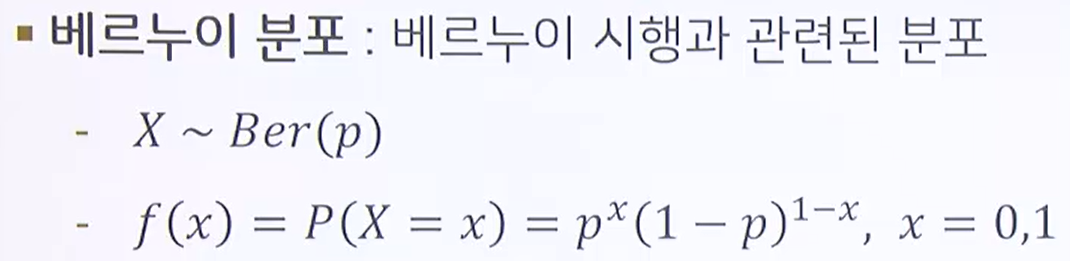 ▪ 베르누이 분포 : 베르누이 시행과 관련된 분포
- X ~ Ber(p)
- f(x) = P(X = x) = pˣ(1 − p)¹⁻ˣ, x = 0,1